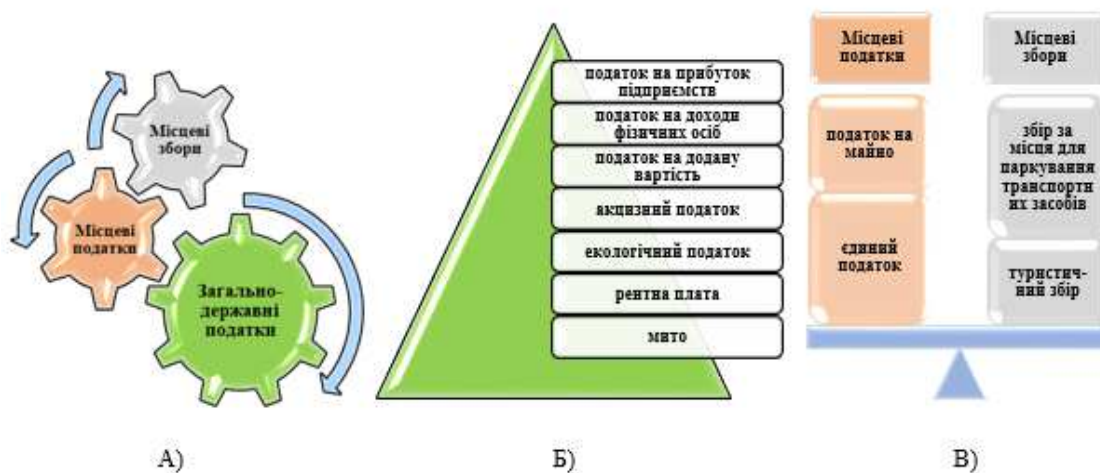 Місцеві
збори
Місцеві
податки
Загально-
державні
податки
А)
податок на прибуток
підприємств
податок на доходи
фізичних осіб
податок на додану
вартість
акцизний податок
екологічний податок
рентна плата
мито
Б)
Місцеві
податки
податок на
майно
єдиний
податок
Місцеві
збори
збір за
місця для
паркування
транспортн
их засобів
туристич-
ний збір
В)